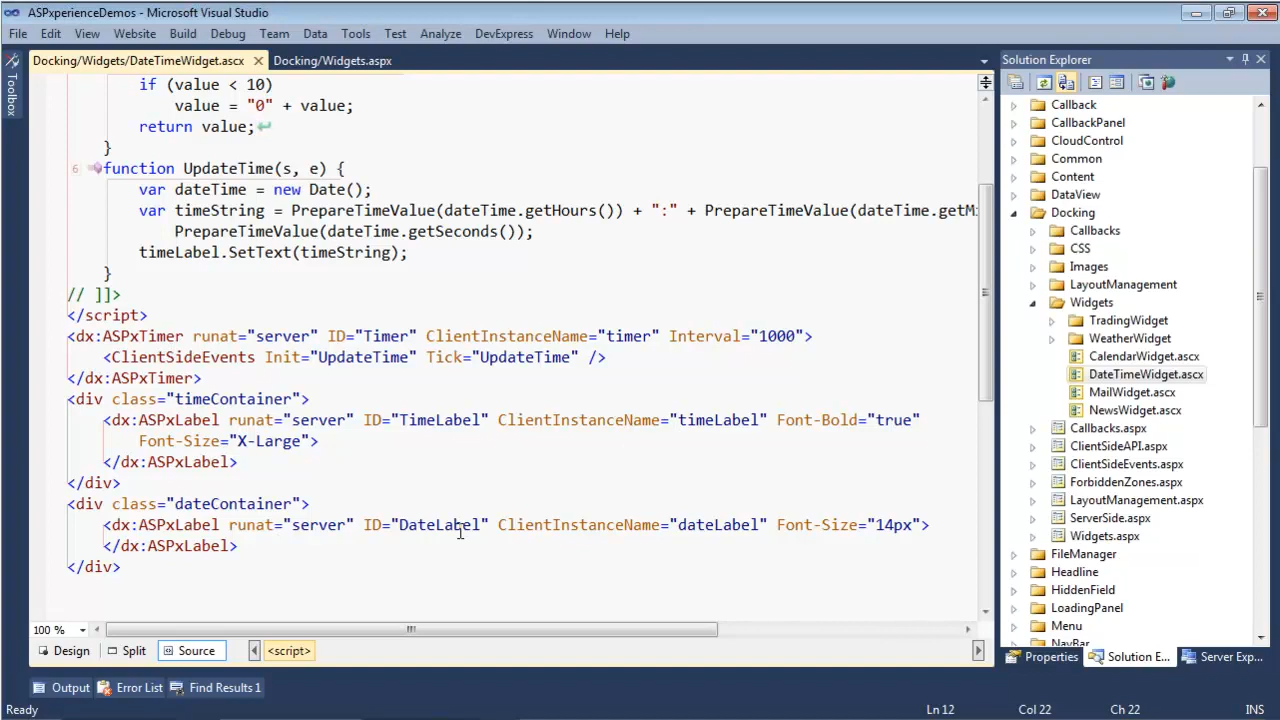 ASPxperienceDemos - Microsoft Visual Studio
File Edit View Website Build Debug Team Data Tools Test Analyze DevExpress Window Help
Docking/Widgets/DateTimeWidget.ascx Docking/Widgets.aspx
Toolbox
if (value < 10)
value = "0" + value;
return value;
}
6 function UpdateTime(s, e) {
var dateTime = new Date();
var timeString = PrepareTimeValue(dateTime.getHours()) + ":" + PrepareTimeValue(dateTime.getMi
PrepareTimeValue(dateTime.getSeconds());
timeLabel.SetText(timeString);
}
// ]]>
</script>
<dx:ASPxTimer runat="server" ID="Timer" ClientInstanceName="timer" Interval="1000">
<ClientSideEvents Init="UpdateTime" Tick="UpdateTime" />
</dx:ASPxTimer>
<div class="timeContainer">
<dx:ASPxLabel runat="server" ID="TimeLabel" ClientInstanceName="timeLabel" Font-Bold="true"
Font-Size="X-Large">
</dx:ASPxLabel>
</div>
<div class="dateContainer">
<dx:ASPxLabel runat="server" ID="DateLabel" ClientInstanceName="dateLabel" Font-Size="14px">
</dx:ASPxLabel>
</div>
100 %
Design Split Source <script>
Solution Explorer
Callback
CallbackPanel
CloudControl
Common
Content
DataView
Docking
Callbacks
CSS
Images
LayoutManagement
Widgets
TradingWidget
WeatherWidget
CalendarWidget.ascx
DateTimeWidget.ascx
MailWidget.ascx
NewsWidget.ascx
Callbacks.aspx
ClientSideAPI.aspx
ClientSideEvents.aspx
ForbiddenZones.aspx
LayoutManagement.aspx
ServerSide.aspx
Widgets.aspx
FileManager
Headline
HiddenField
LoadingPanel
Menu
NavBar
Properties Solution E... Server Exp...
Output Error List Find Results 1
Ready Ln 12 Col 22 Ch 22 INS